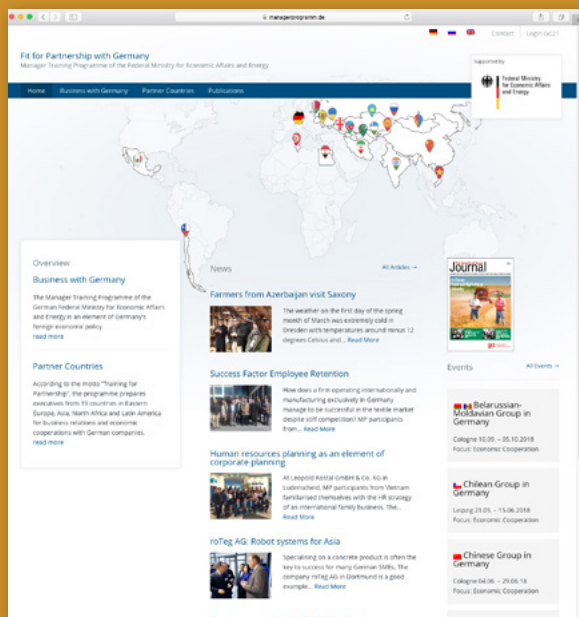 managerprogramm.de
Contact
Login GC21
Fit for Partnership with Germany
Manager Training Programme of the Federal Ministry for Economic Affairs and Energy
Supported by
Federal Ministry
for Economic Affairs
and Energy
Home
Business with Germany
Partner Countries
Publications
Overview
Business with Germany
The Manager Training Programme of the
German Federal Ministry for Economic Affairs
and Energy is an element of Germany's
foreign economic policy.
read more
Partner Countries
According to the motto "Training for
Partnership", the programme prepares
executives from 19 countries in Eastern
Europe, Asia, North Africa and Latin America
for business relations and economic
cooperations with German companies.
read more
News
All Articles →
Farmers from Azerbaijan visit Saxony
The weather on the first day of the spring
month of March was extremely cold in
Dresden with temperatures around minus 12
degrees Celsius and... Read More
Success Factor Employee Retention
How does a firm operating internationally and
manufacturing exclusively in Germany
manage to be successful in the textile market
despite stiff competition? MP participants
from... Read More
Human resources planning as an element of
corporate planning
At Leopold Kostal GmbH & Co. KG in
Lüdenscheid, MP participants from Vietnam
familiarised themselves with the HR strategy
of an international family business. The...
Read More
roTeg AG: Robot systems for Asia
Specialising on a concrete product is often the
key to success for many German SMBs. The
company roTeg AG in Dortmund is a good
example... Read More
Journal
Events
All Events →
Belarussian-
Moldavian Group in
Germany
Cologne 10.05. – 05.10.2018
Focus: Economic Cooperation
Chilean Group in
Germany
Leipzig 21.05. – 15.06.2018
Focus: Economic Cooperation
Chinese Group in
Germany
Cologne 04.06. – 29.06.18
Focus: Economic Cooperation